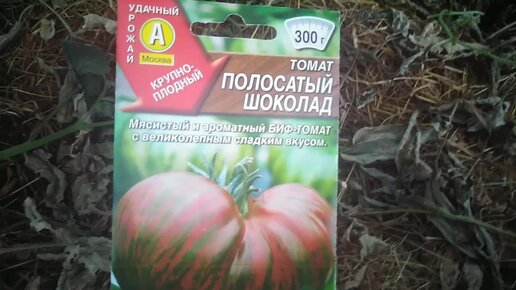 УДАЧНЫЙ
УРОЖАЙ
А
Москва
300 г
КРУПНО-
ПЛОДНЫЙ
ТОМАТ
ПОЛОСАТЫЙ
ШОКОЛАД
Мясистый и ароматный БИФ-ТОМАТ
с великолепным сладким вкусом.